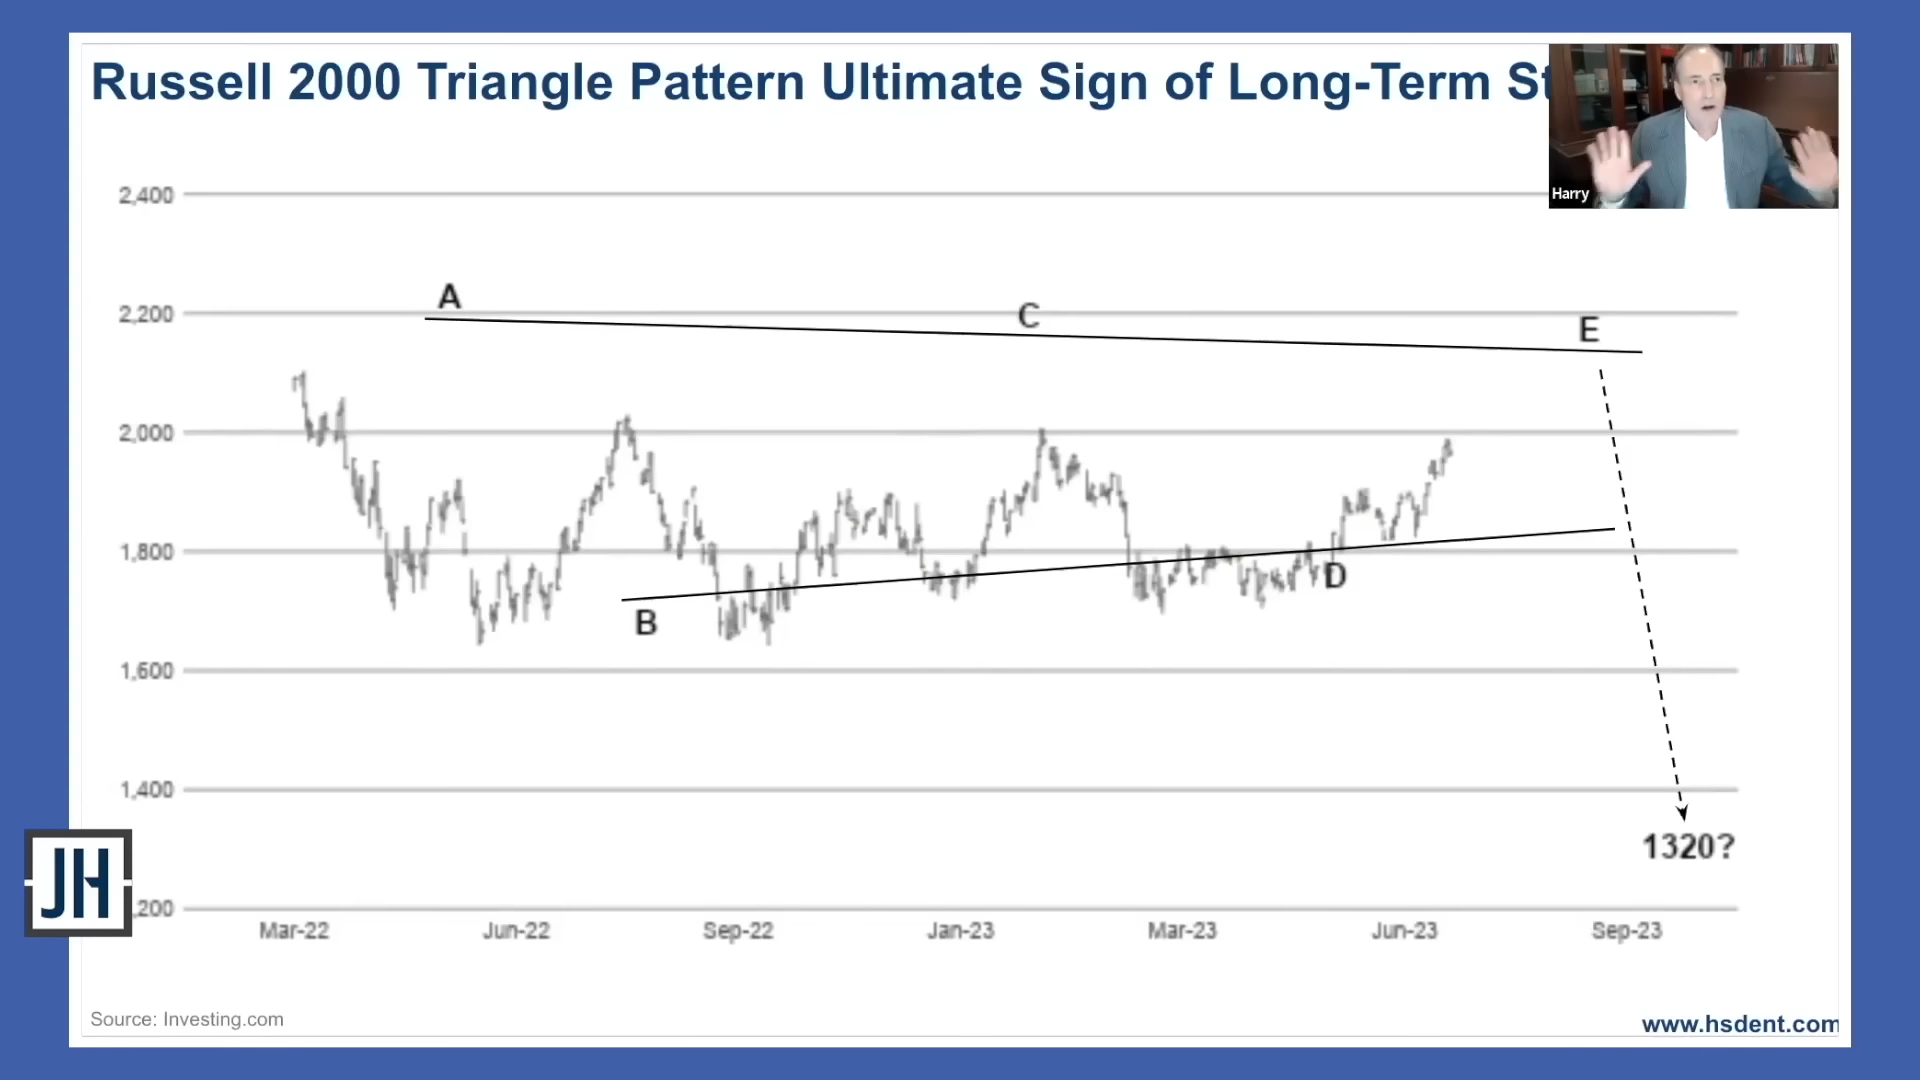 Russell 2000 Triangle Pattern Ultimate Sign of Long-Term St
Harry
2,400
2,200
2,000
1,800
1,600
1,400
,200
A
C
E
B
D
1320?
Mar-22 Jun-22 Sep-22 Jan-23 Mar-23 Jun-23 Sep-23
JH
Source: Investing.com
www.hsdent.com